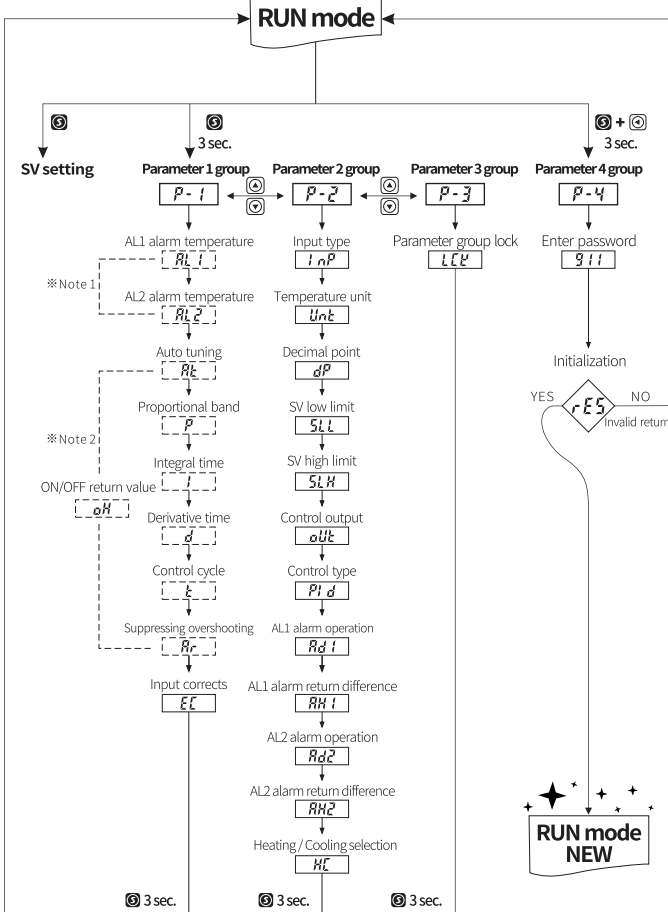 RUN mode
S
S
3 sec.
S + ◀
3 sec.
SV setting
Parameter 1 group
Parameter 2 group
Parameter 3 group
Parameter 4 group
P-1
P-2
P-3
P-4
AL1 alarm temperature
AL1
※Note 1
AL2 alarm temperature
AL2
Auto tuning
At
Proportional band
P
※Note 2
Integral time
I
ON/OFF return value
oH
Derivative time
d
Control cycle
t
Suppressing overshooting
Ar
Input corrects
EC
Input type
InP
Temperature unit
Unt
Decimal point
dP
SV low limit
SLL
SV high limit
SLH
Control output
oUt
Control type
PId
AL1 alarm operation
Ad1
AL1 alarm return difference
AH1
AL2 alarm operation
Ad2
AL2 alarm return difference
AH2
Heating / Cooling selection
HC
Parameter group lock
LCK
Enter password
911
Initialization
YES
rES
NO
Invalid return
RUN mode
NEW
S 3 sec.
S 3 sec.
S 3 sec.